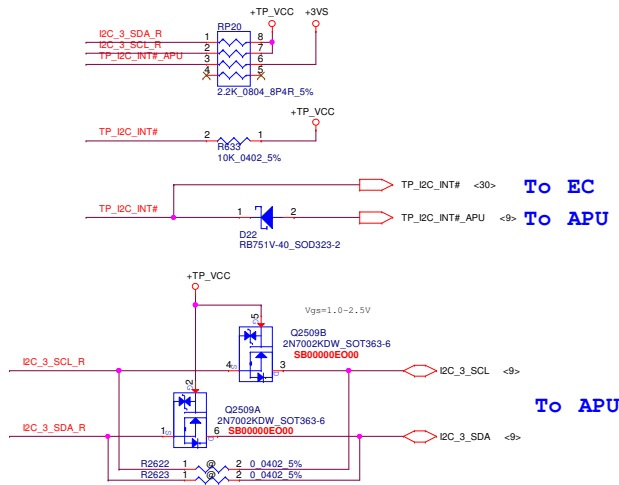 +TP_VCC +3VS
RP20
I2C_3_SDA_R 1 8
I2C_3_SCL_R 2 7
TP_I2C_INT#_APU 3 6
4 5
2.2K_0804_8P4R_5%
+TP_VCC
TP_I2C_INT# 2 1
R633
10K_0402_5%
TP_I2C_INT# <30> To EC
TP_I2C_INT# 1 2 TP_I2C_INT#_APU <9> To APU
D22
RB751V-40_SOD323-2
+TP_VCC
Vgs=1.0-2.5V
5 G
Q2509B
2N7002KDW_SOT363-6
SB00000EO00
I2C_3_SCL_R 4 S D 3 I2C_3_SCL <9>
2 G
Q2509A
2N7002KDW_SOT363-6
SB00000EO00
To APU
I2C_3_SDA_R 1 S D 6 I2C_3_SDA <9>
R2622 1 @ 2 0_0402_5%
R2623 1 @ 2 0_0402_5%